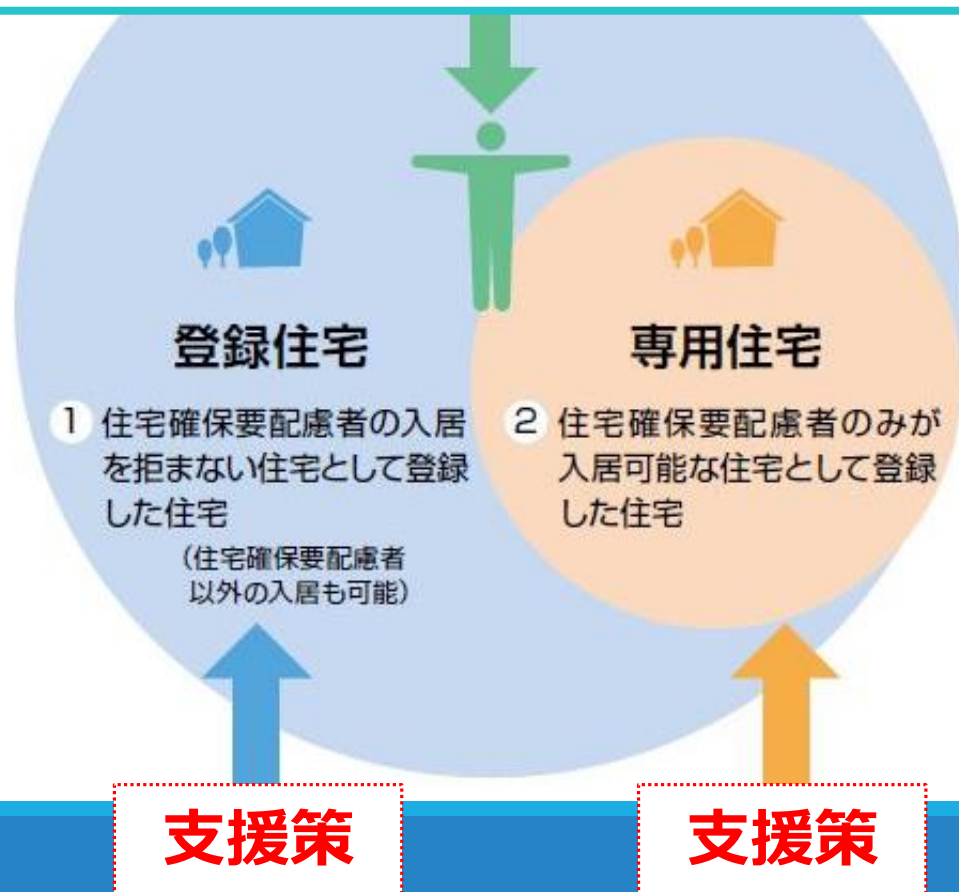 登録住宅
1 住宅確保要配慮者の入居
を拒まない住宅として登録
した住宅
(住宅確保要配慮者
以外の入居も可能)
専用住宅
2 住宅確保要配慮者のみが
入居可能な住宅として登録
した住宅
支援策
支援策